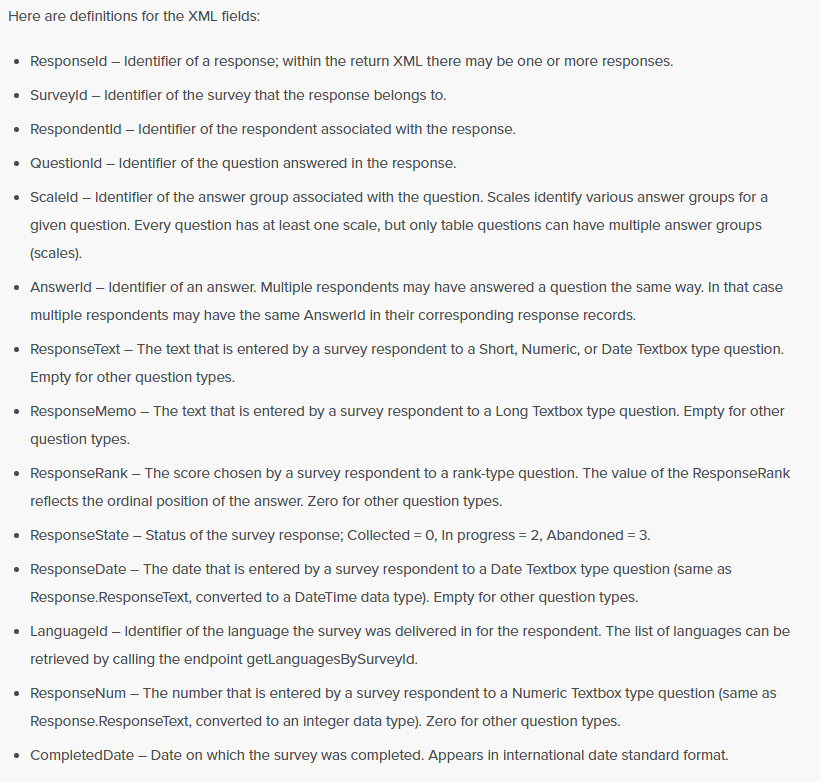 Here are definitions for the XML fields:
• ResponseId – Identifier of a response; within the return XML there may be one or more responses.
• SurveyId – Identifier of the survey that the response belongs to.
• RespondentId – Identifier of the respondent associated with the response.
• QuestionId – Identifier of the question answered in the response.
• ScaleId – Identifier of the answer group associated with the question. Scales identify various answer groups for a
given question. Every question has at least one scale, but only table questions can have multiple answer groups
(scales).
• AnswerId – Identifier of an answer. Multiple respondents may have answered a question the same way. In that case
multiple respondents may have the same AnswerId in their corresponding response records.
• ResponseText – The text that is entered by a survey respondent to a Short, Numeric, or Date Textbox type question.
Empty for other question types.
• ResponseMemo – The text that is entered by a survey respondent to a Long Textbox type question. Empty for other
question types.
• ResponseRank – The score chosen by a survey respondent to a rank-type question. The value of the ResponseRank
reflects the ordinal position of the answer. Zero for other question types.
• ResponseState – Status of the survey response; Collected = 0, In progress = 2, Abandoned = 3.
• ResponseDate – The date that is entered by a survey respondent to a Date Textbox type question (same as
Response.ResponseText, converted to a DateTime data type). Empty for other question types.
• LanguageId – Identifier of the language the survey was delivered in for the respondent. The list of languages can be
retrieved by calling the endpoint getLanguagesBySurveyId.
• ResponseNum – The number that is entered by a survey respondent to a Numeric Textbox type question (same as
Response.ResponseText, converted to an integer data type). Zero for other question types.
• CompletedDate – Date on which the survey was completed. Appears in international date standard format.